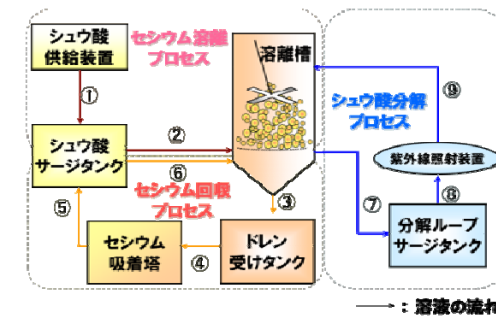 シュウ酸
供給装置
セシウム溶離
プロセス
溶離槽
①
シュウ酸分解
プロセス
⑨
②
シュウ酸
サージタンク
紫外線照射装置
⑥
セシウム回収
プロセス
③
⑤
⑦
⑧
セシウム
吸着塔
④
ドレン
受けタンク
分解ループ
サージタンク
：溶液の流れ